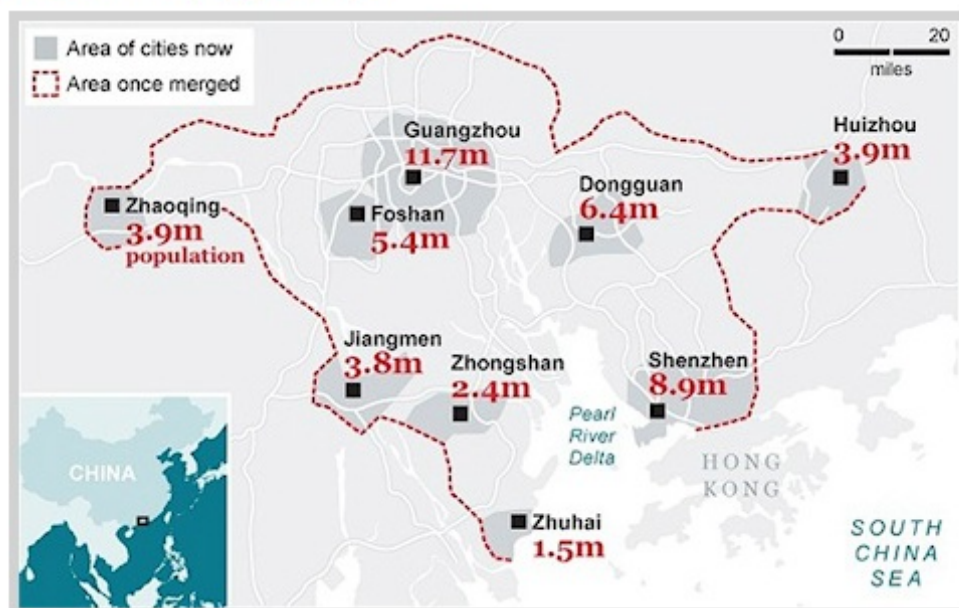 Area of cities now
Area once merged
0 20
miles
Guangzhou
11.7m
Huizhou
3.9m
Dongguan
6.4m
Zhaoqing
3.9m
population
Foshan
5.4m
Jiangmen
3.8m
Zhongshan
2.4m
Shenzhen
8.9m
Pearl
River
Delta
HONG
KONG
CHINA
Zhuhai
1.5m
SOUTH
CHINA
SEA